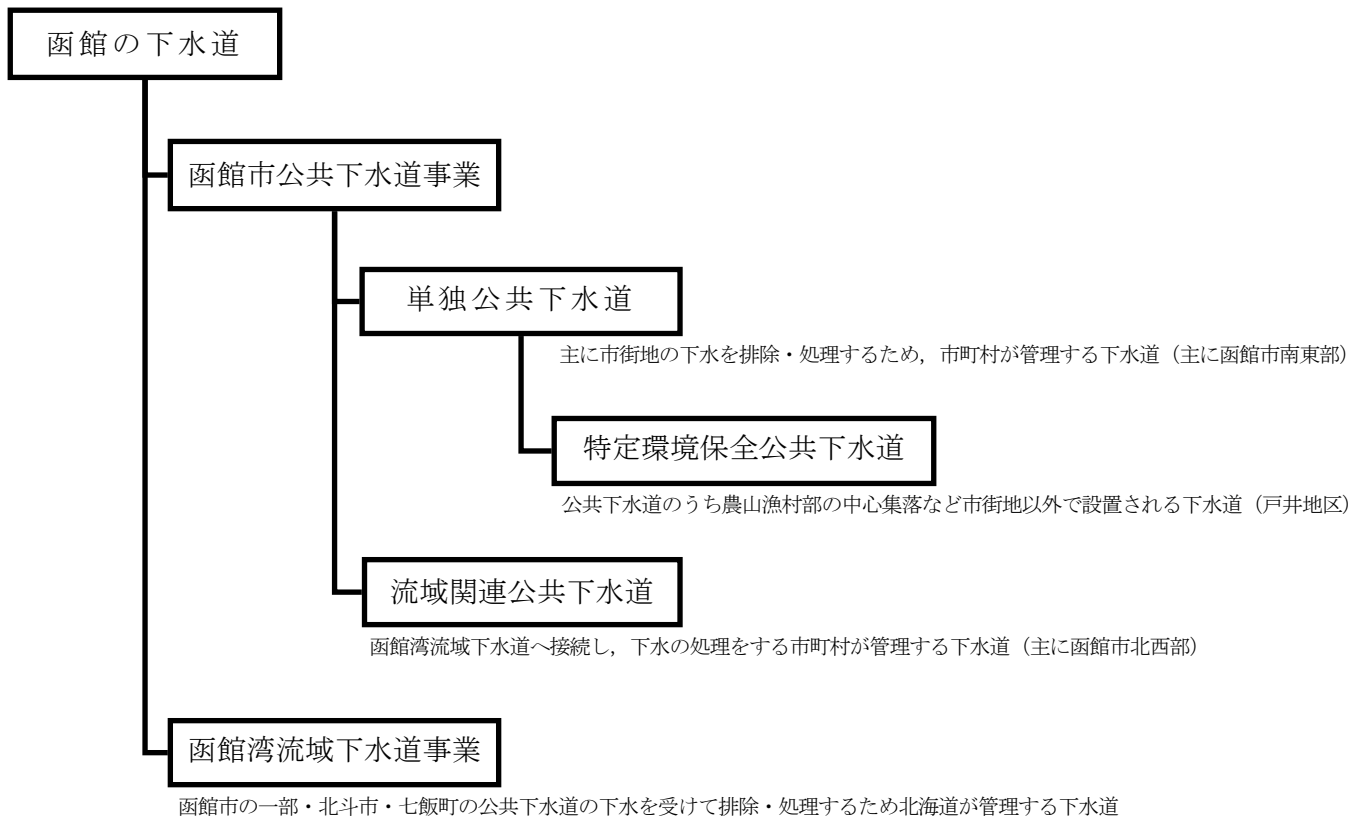 函館の下水道
函館市公共下水道事業
単独公共下水道
主に市街地の下水を排除・処理するため，市町村が管理する下水道（主に函館市南東部）
特定環境保全公共下水道
公共下水道のうち農山漁村部の中心集落など市街地以外で設置される下水道（戸井地区）
流域関連公共下水道
函館湾流域下水道へ接続し，下水の処理をする市町村が管理する下水道（主に函館市北西部）
函館湾流域下水道事業
函館市の一部・北斗市・七飯町の公共下水道の下水を受けて排除・処理するため北海道が管理する下水道